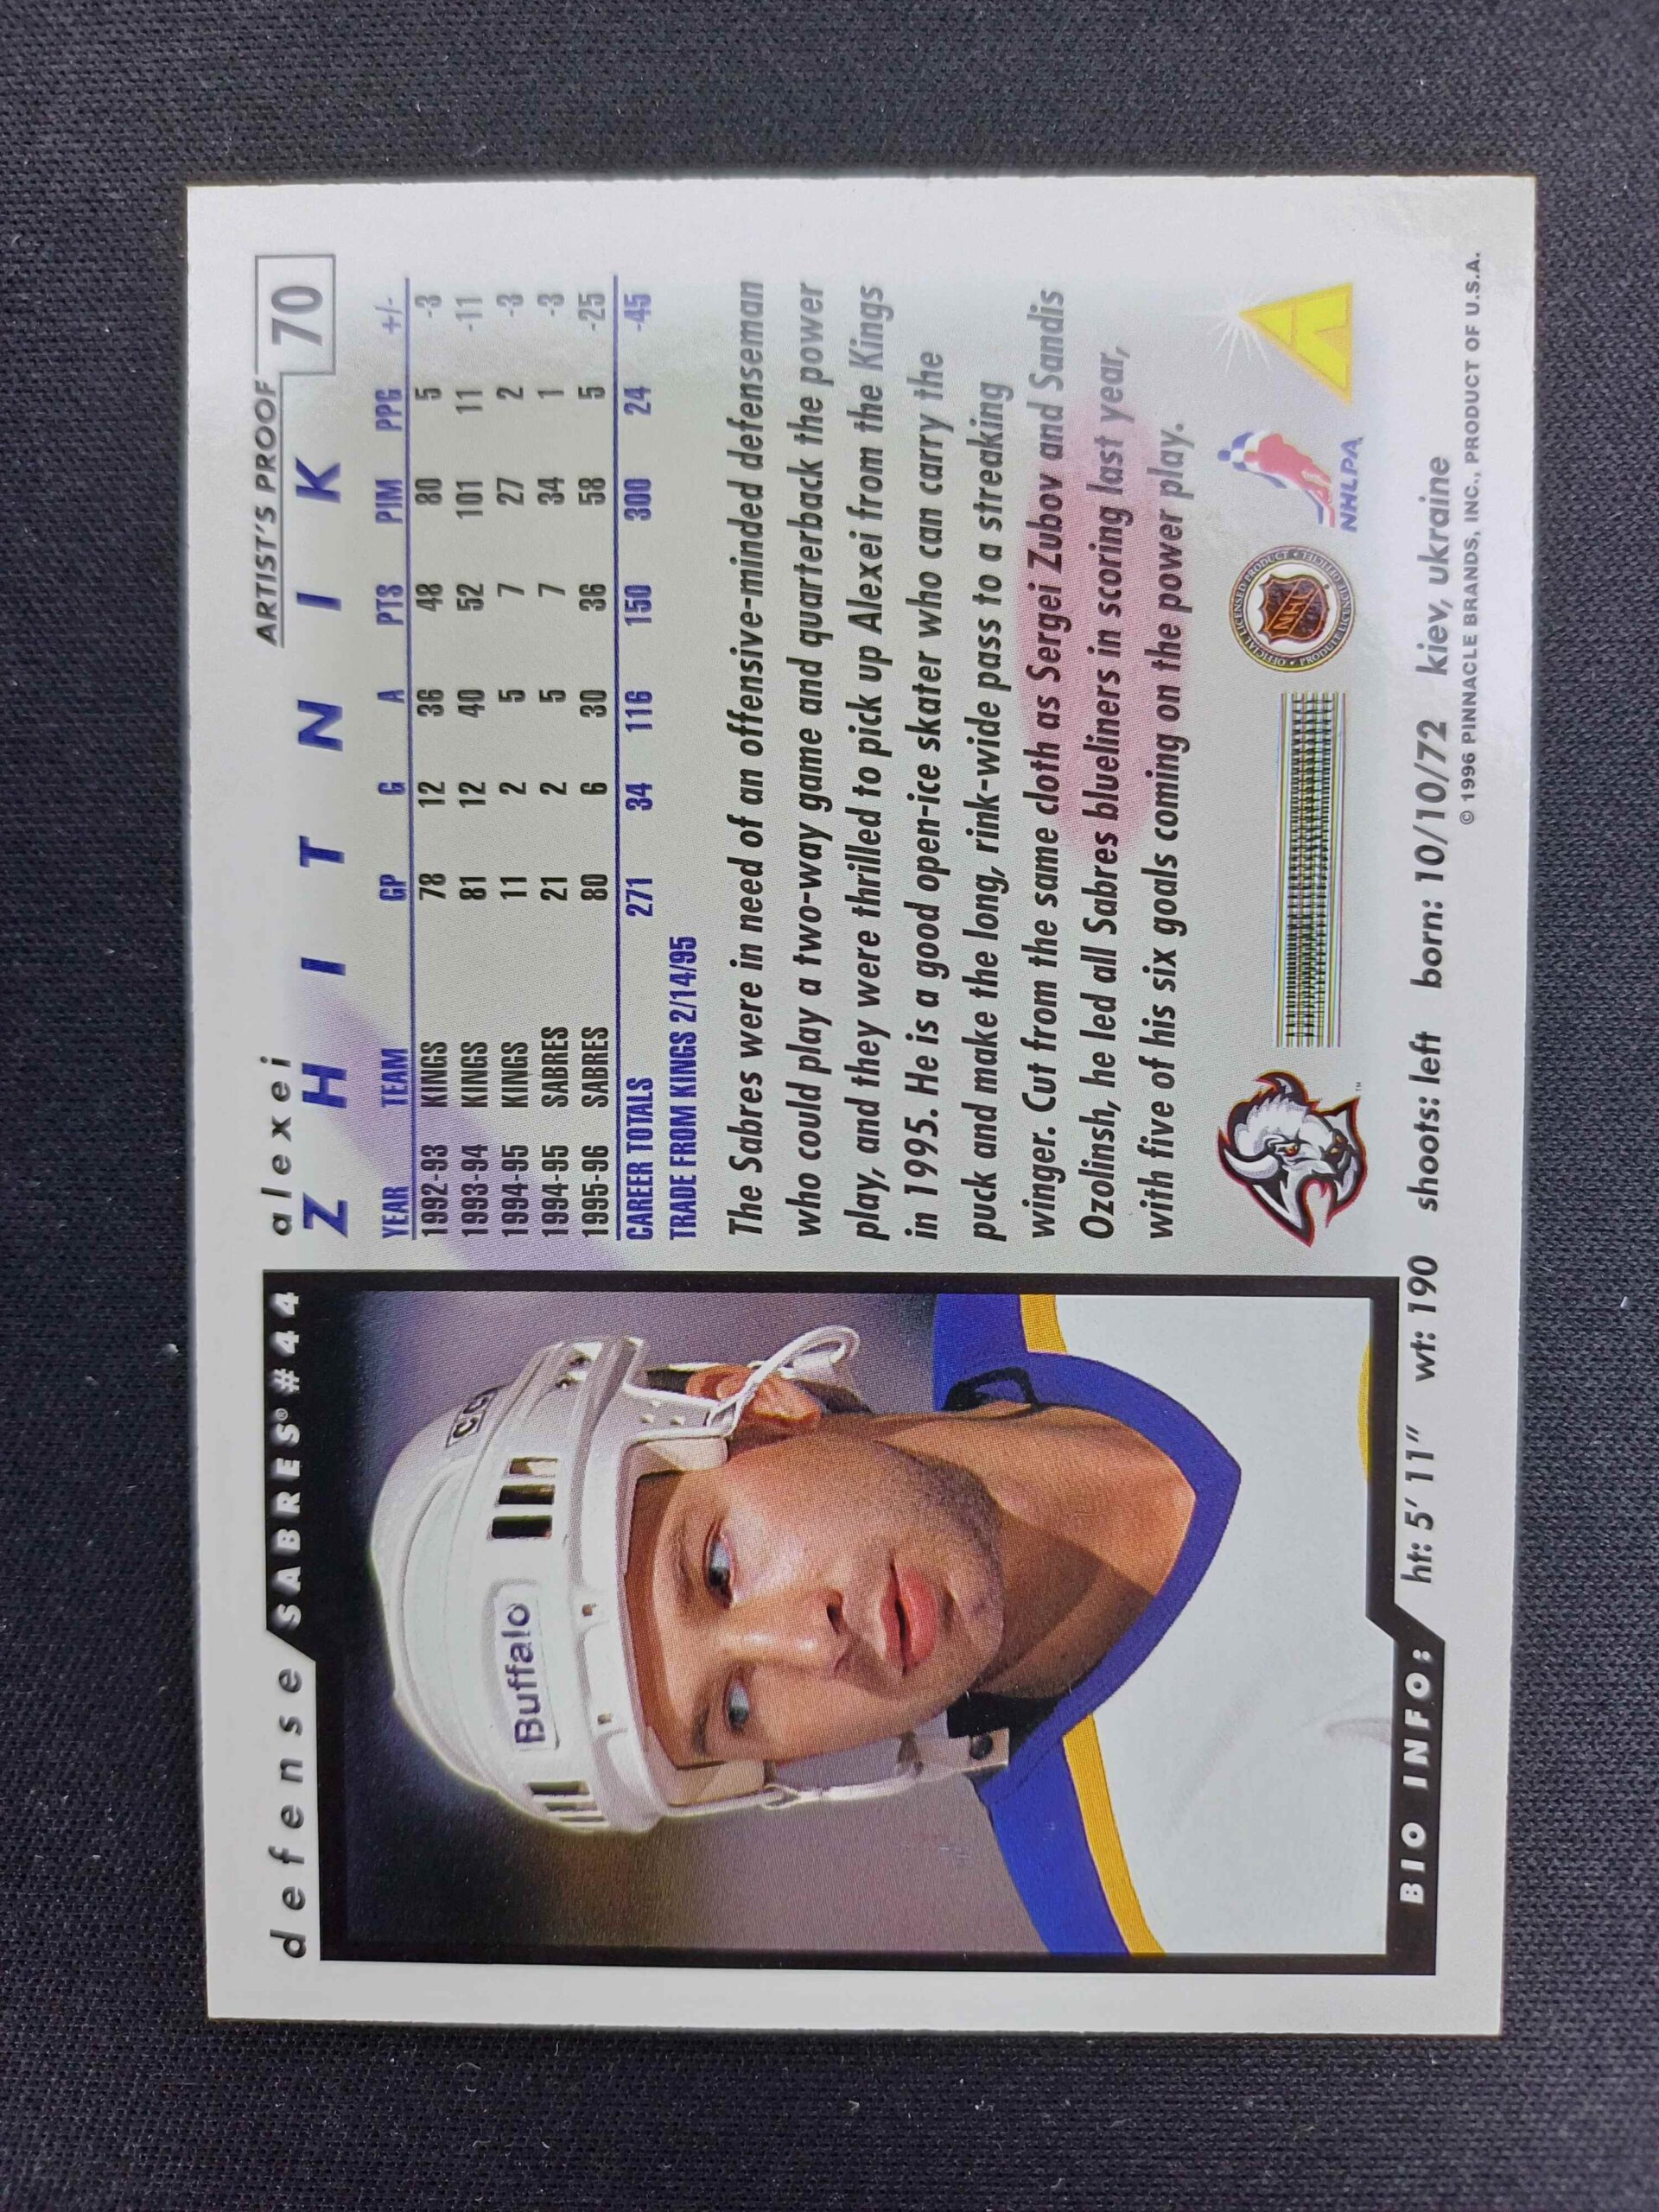 defense SABRES® #44
alexei
ARTIST'S PROOF
ZHITNIK
70
YEAR TEAM GP G A PTS PIM PPG +/-
1992-93 KINGS 78 12 36 48 80 5 -3
1993-94 KINGS 81 12 40 52 101 11 -11
1994-95 KINGS 11 2 5 7 27 2 -3
1994-95 SABRES 21 2 5 7 34 1 -3
1995-96 SABRES 80 6 30 36 58 5 -25
CAREER TOTALS 271 34 116 150 300 24 -45
TRADE FROM KINGS 2/14/95
The Sabres were in need of an offensive-minded defenseman
who could play a two-way game and quarterback the power
play, and they were thrilled to pick up Alexei from the Kings
in 1995. He is a good open-ice skater who can carry the
puck and make the long, rink-wide pass to a streaking
winger. Cut from the same cloth as Sergei Zubov and Sandis
Ozolinsh, he led all Sabres blueliners in scoring last year,
with five of his six goals coming on the power play.
CCM
Buffalo
TM
OFFICIAL LICENSED PRODUCT • PRODUIT LICENCIÉ OFFICIEL •
NHL
NHLPA
BIO INFO: ht: 5' 11" wt: 190 shoots: left born: 10/10/72 kiev, ukraine
© 1996 PINNACLE BRANDS, INC., PRODUCT OF U.S.A.